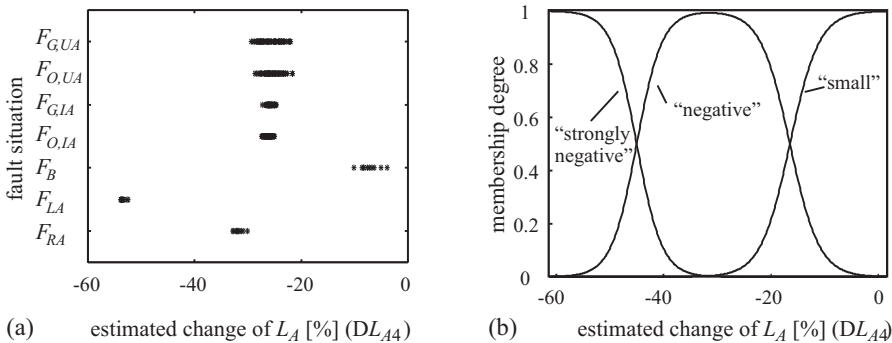 F_{G,UA}
F_{O,UA}
F_{G,IA}
F_{O,IA}
F_B
F_{LA}
F_{RA}
fault situation
-60 -40 -20 0
(a) estimated change of L_A [%] (DL_{A4})
1
0.8
0.6
0.4
0.2
0
membership degree
“strongly
negative”
“negative”
“small”
-60 -40 -20 0
(b) estimated change of L_A [%] (DL_{A4})